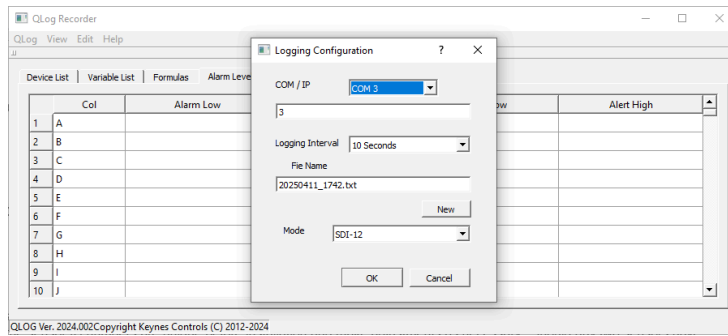 QLog Recorder
QLog View Edit Help
Device List Variable List Formulas Alarm Leve
Col Alarm Low ow Alert High
1 A
2 B
3 C
4 D
5 E
6 F
7 G
8 H
9 I
10 J
Logging Configuration ?
COM / IP COM 3
3
Logging Interval 10 Seconds
Fie Name
20250411_1742.txt
New
Mode SDI-12
OK Cancel
QLOG Ver. 2024.002Copyright Keynes Controls (C) 2012-2024